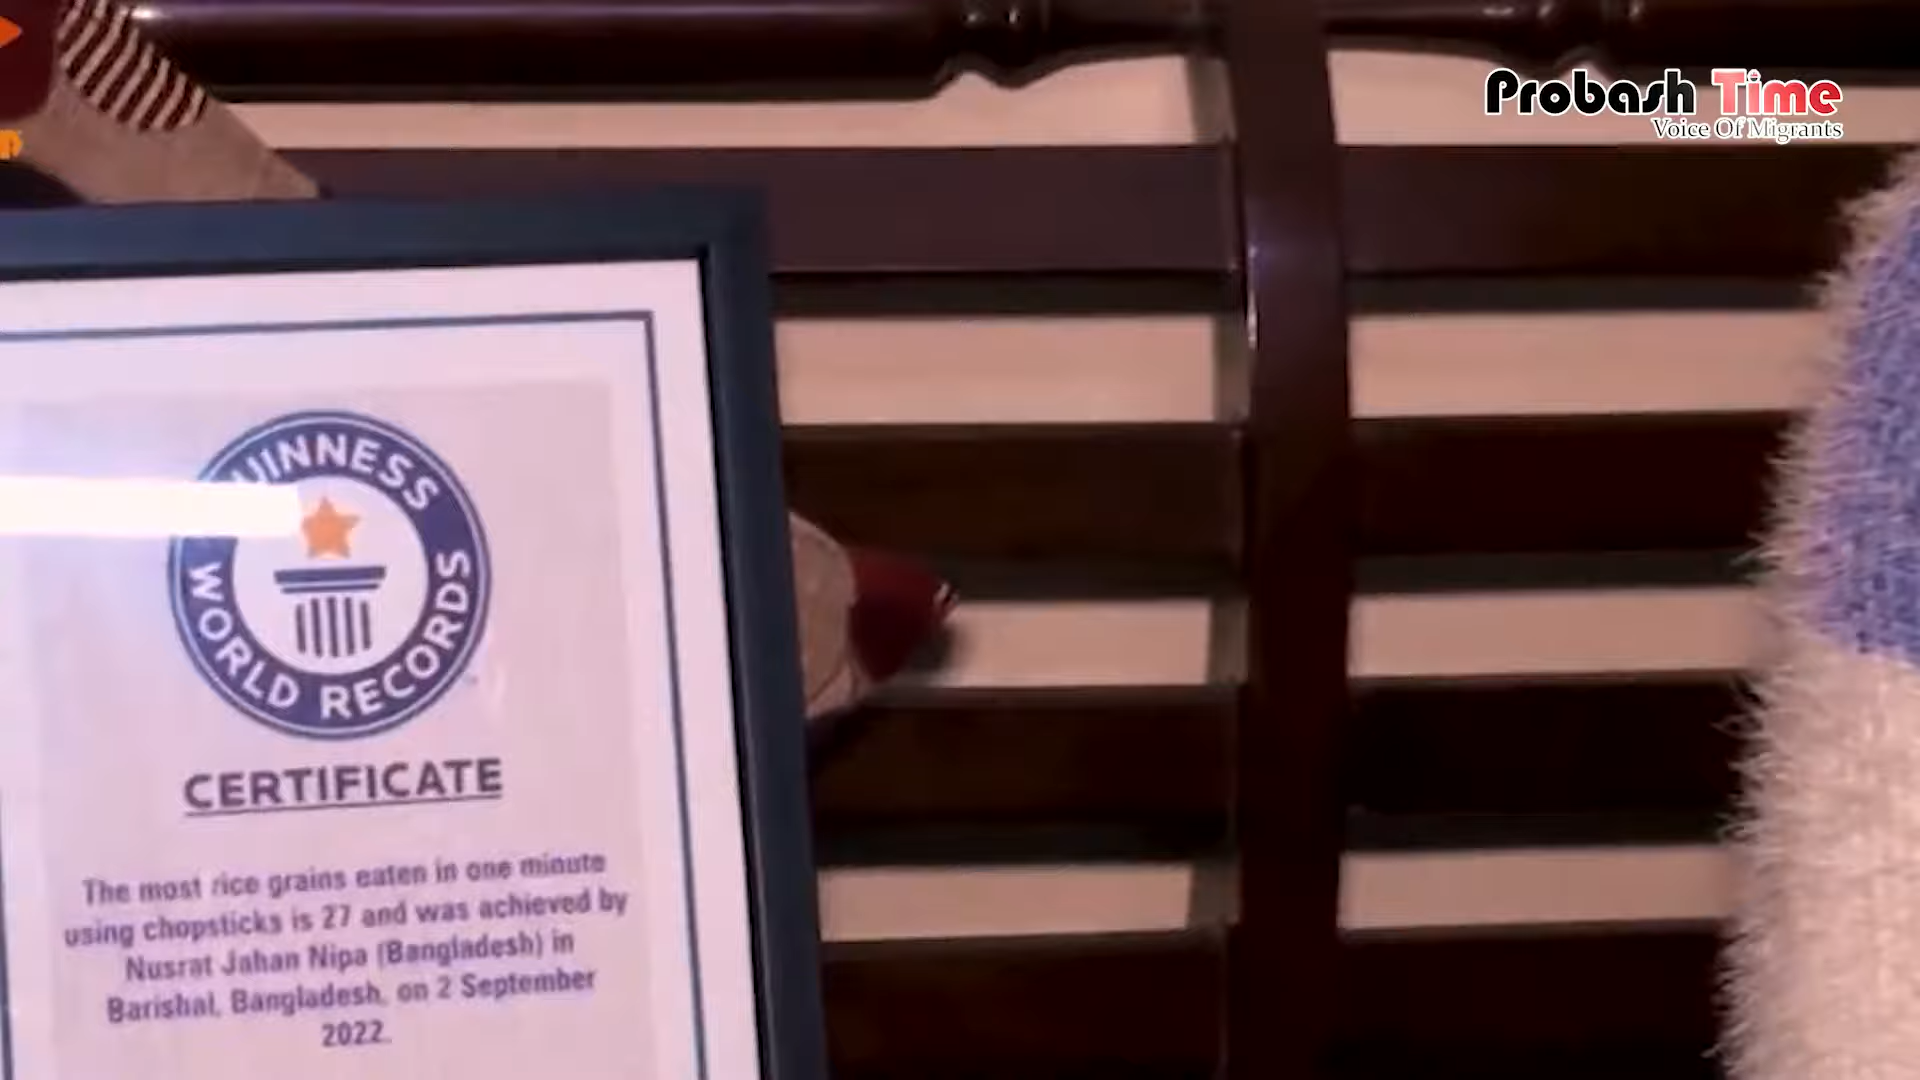 Probash Time
Voice Of Migrants
GUINNESS
WORLD RECORDS
CERTIFICATE
The most rice grains eaten in one minute
using chopsticks is 27 and was achieved by
Nusrat Jahan Nipa (Bangladesh) in
Barishal, Bangladesh, on 2 September
2022.